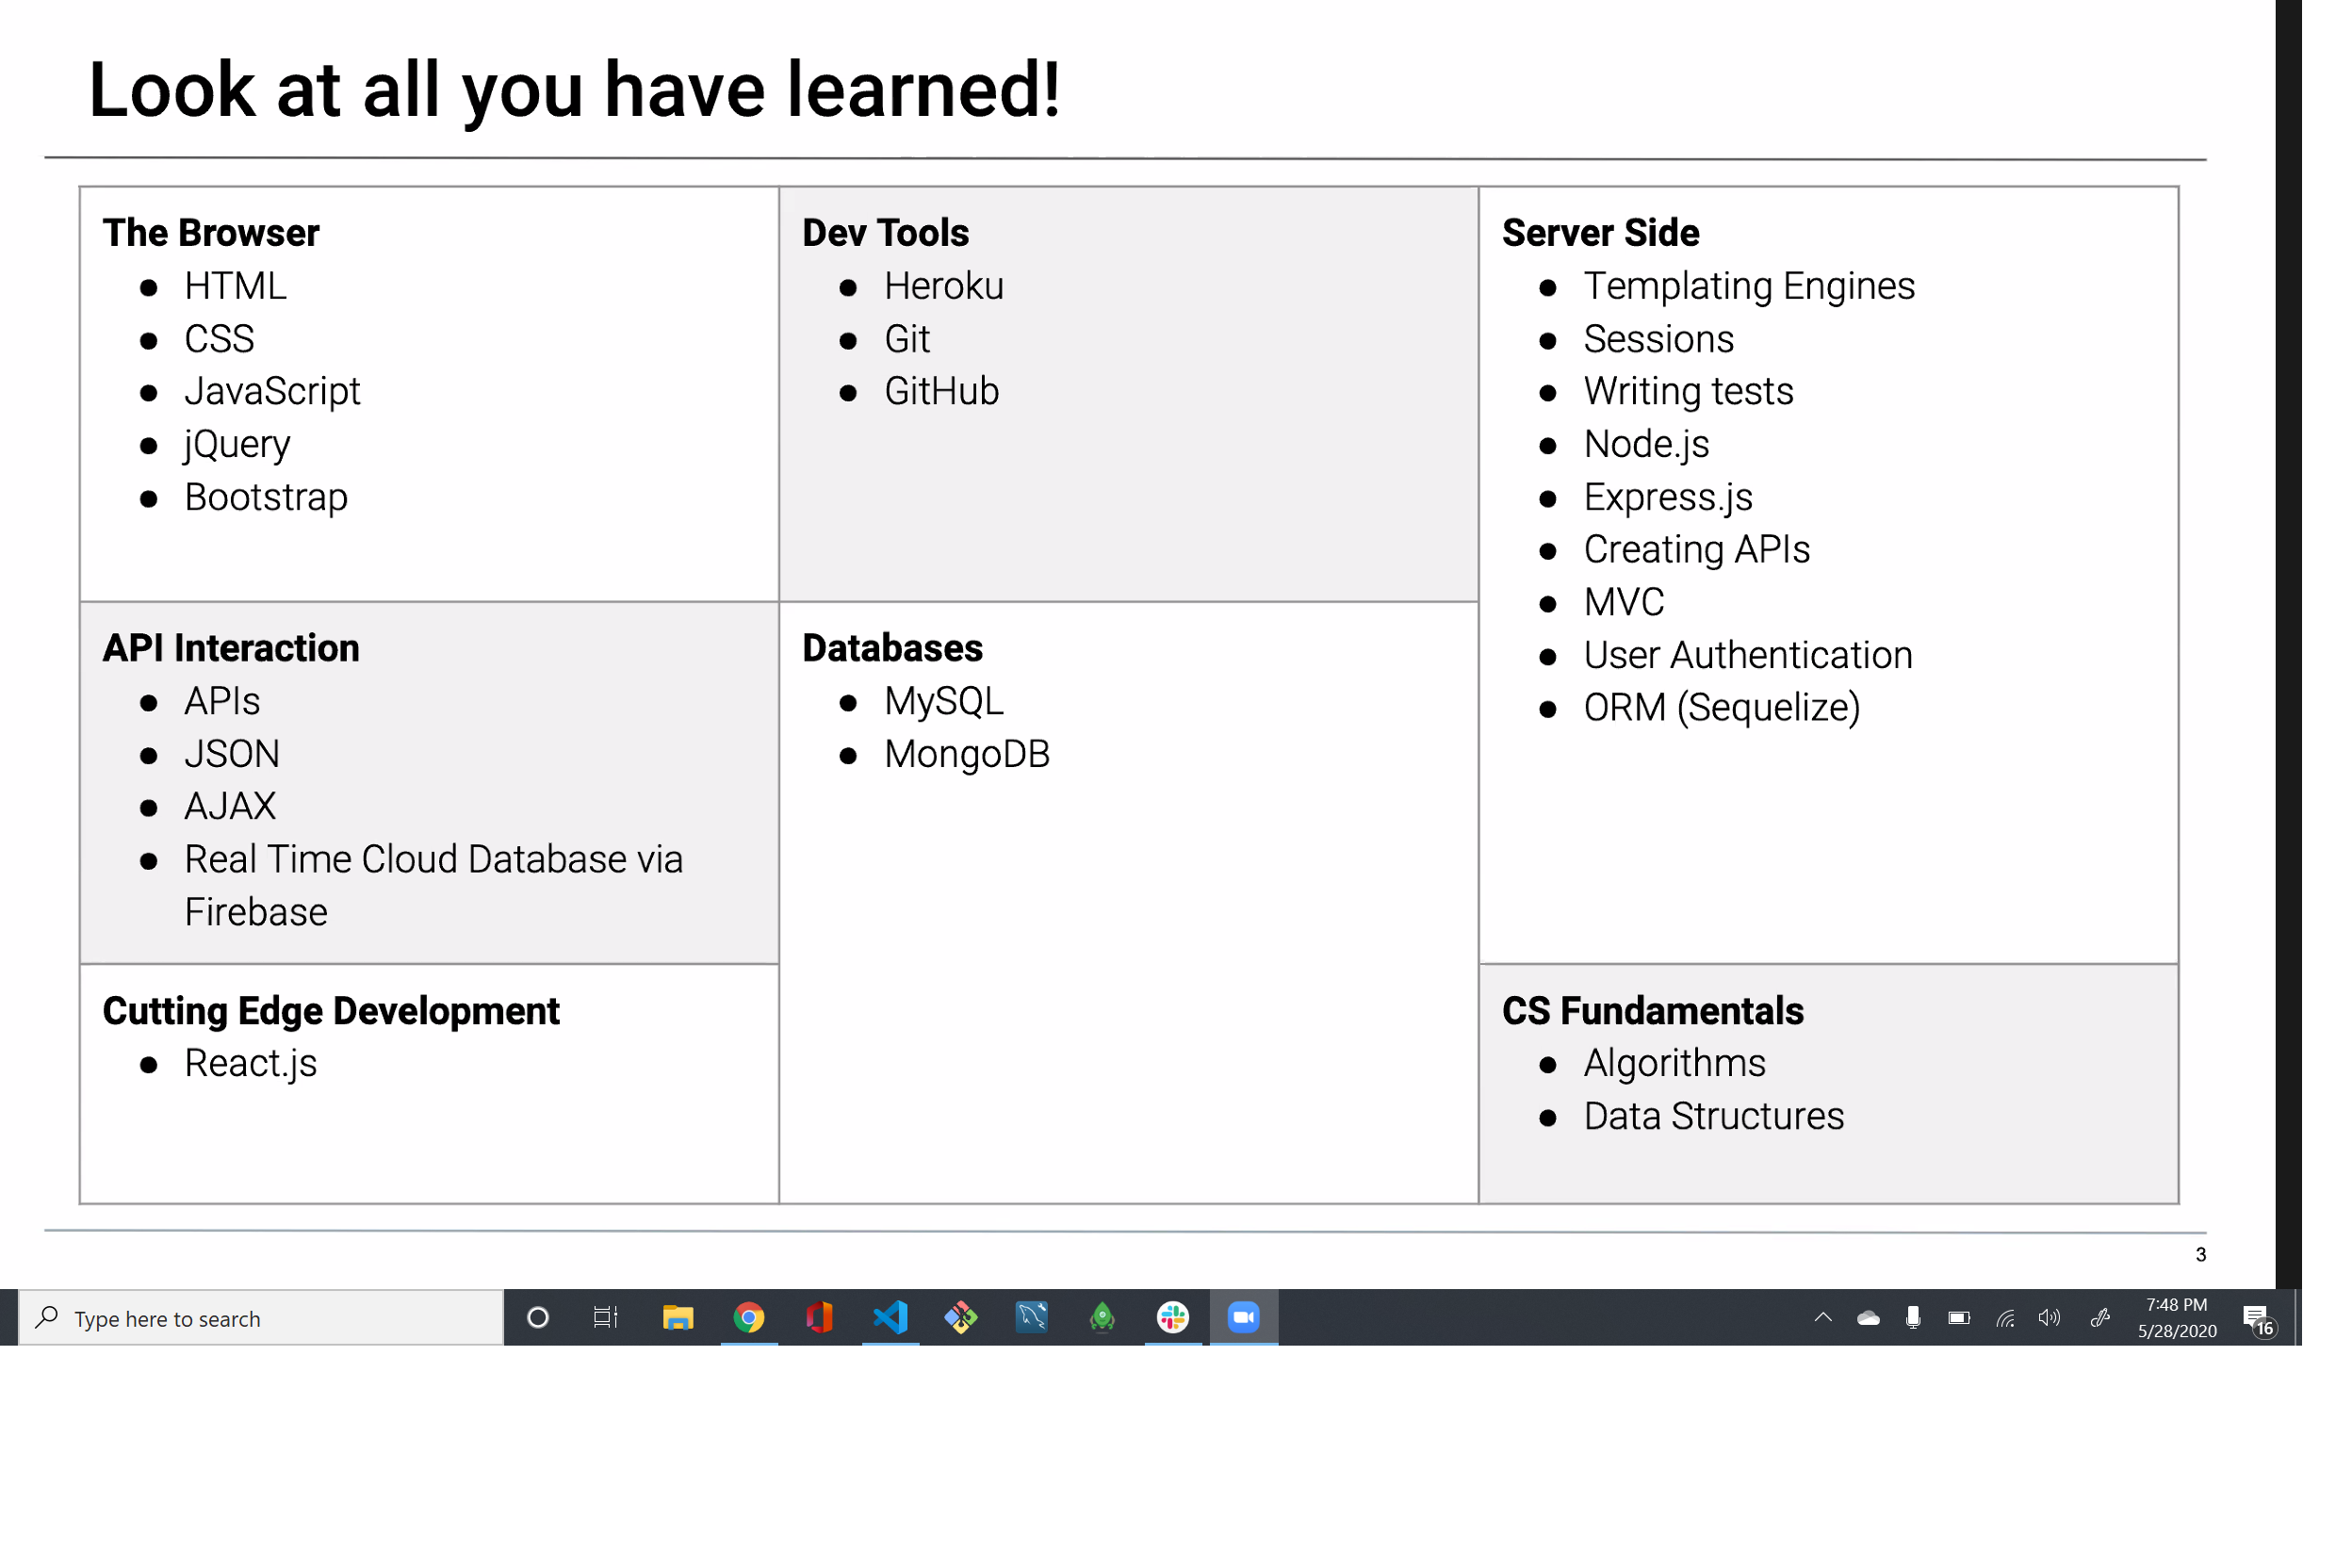 Look at all you have learned!
The Browser
● HTML
● CSS
● JavaScript
● jQuery
● Bootstrap
Dev Tools
● Heroku
● Git
● GitHub
Server Side
● Templating Engines
● Sessions
● Writing tests
● Node.js
● Express.js
● Creating APIs
● MVC
● User Authentication
● ORM (Sequelize)
API Interaction
● APIs
● JSON
● AJAX
● Real Time Cloud Database via
Firebase
Databases
● MySQL
● MongoDB
Cutting Edge Development
● React.js
CS Fundamentals
● Algorithms
● Data Structures
3
Type here to search
7:48 PM
5/28/2020
16